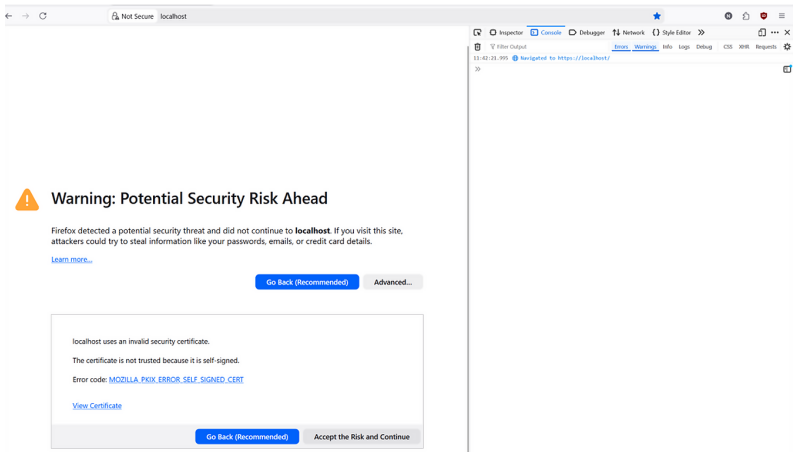 Not Secure localhost
Inspector Console Debugger Network Style Editor
Filter Output Errors Warnings Info Logs Debug CSS XHR Requests
13:42:23.995 Navigated to https://localhost/
Warning: Potential Security Risk Ahead
Firefox detected a potential security threat and did not continue to localhost. If you visit this site,
attackers could try to steal information like your passwords, emails, or credit card details.
Learn more...
Go Back (Recommended) Advanced...
localhost uses an invalid security certificate.
The certificate is not trusted because it is self-signed.
Error code: MOZILLA_PKIX_ERROR_SELF_SIGNED_CERT
View Certificate
Go Back (Recommended) Accept the Risk and Continue